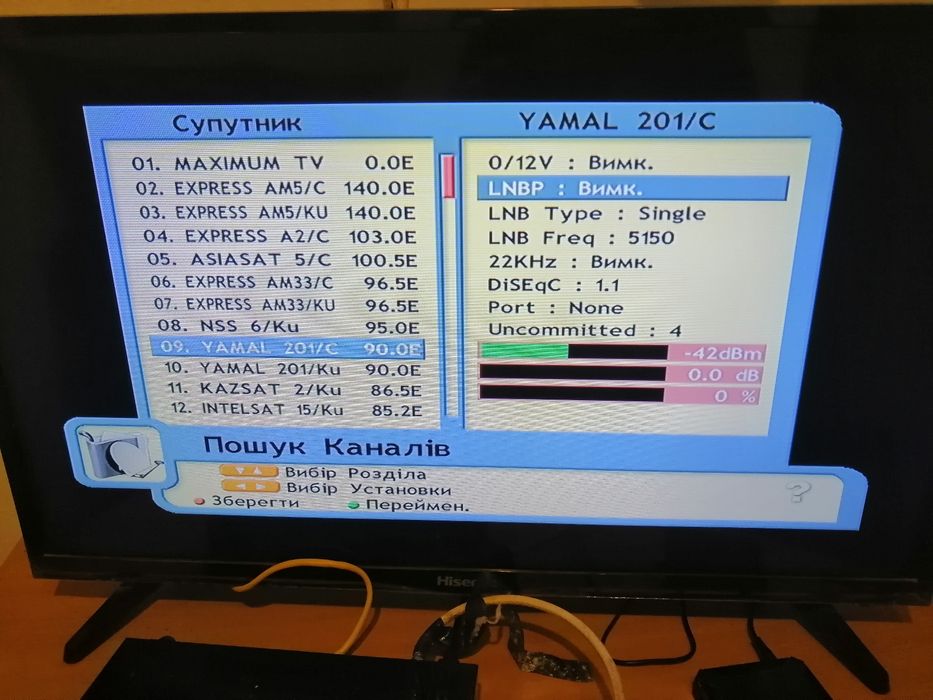 Супутник
01. MAXIMUM TV 0.0E
02. EXPRESS AM5/C 140.0E
03. EXPRESS AM5/KU 140.0E
04. EXPRESS A2/C 103.0E
05. ASIASAT 5/C 100.5E
06. EXPRESS AM33/C 96.5E
07. EXPRESS AM33/KU 96.5E
08. NSS 6/Ku 95.0E
09. YAMAL 201/C 90.0E
10. YAMAL 201/Ku 90.0E
11. KAZSAT 2/Ku 86.5E
12. INTELSAT 15/Ku 85.2E
YAMAL 201/C
0/12V : Вимк.
LNBP : Вимк.
LNB Type : Single
LNB Freq : 5150
22KHz : Вимк.
DiSEqC : 1.1
Port : None
Uncommitted : 4
-42dBm
0.0 dB
0 %
Пошук Каналів
Вибір Розділа
Вибір Установки
Зберегти Переймен.
?